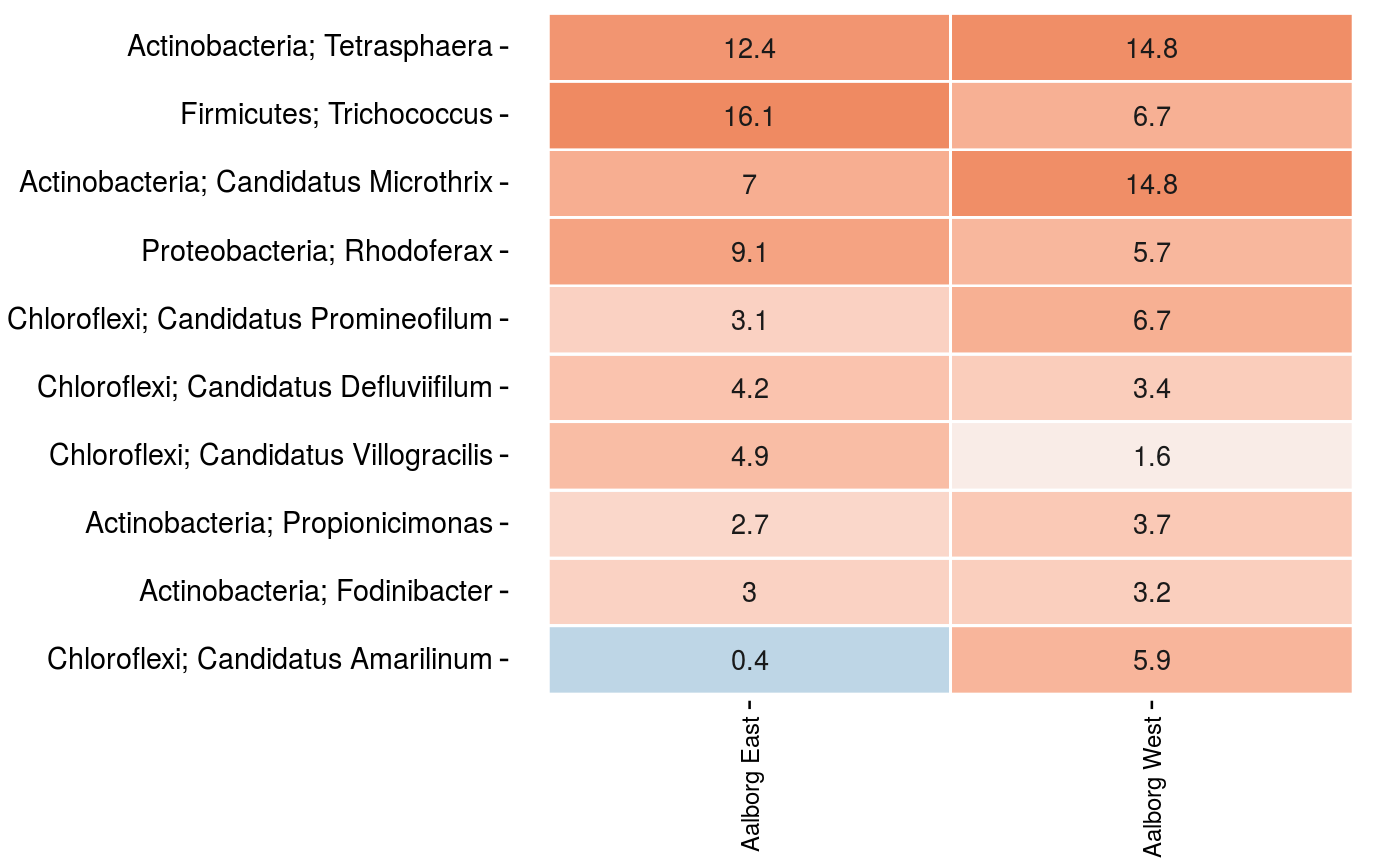 Actinobacteria; Tetrasphaera 12.4 14.8
Firmicutes; Trichococcus 16.1 6.7
Actinobacteria; Candidatus Microthrix 7 14.8
Proteobacteria; Rhodoferax 9.1 5.7
Chloroflexi; Candidatus Promineofilum 3.1 6.7
Chloroflexi; Candidatus Defluviifilum 4.2 3.4
Chloroflexi; Candidatus Villogracilis 4.9 1.6
Actinobacteria; Propionicimonas 2.7 3.7
Actinobacteria; Fodinibacter 3 3.2
Chloroflexi; Candidatus Amarilinum 0.4 5.9
Aalborg East
Aalborg West